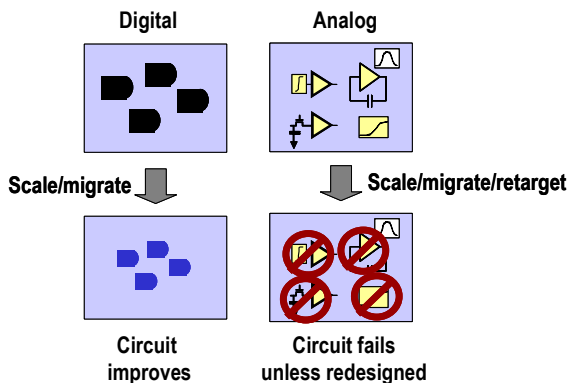 Digital
Analog
Scale/migrate
Scale/migrate/retarget
Circuit
improves
Circuit fails
unless redesigned